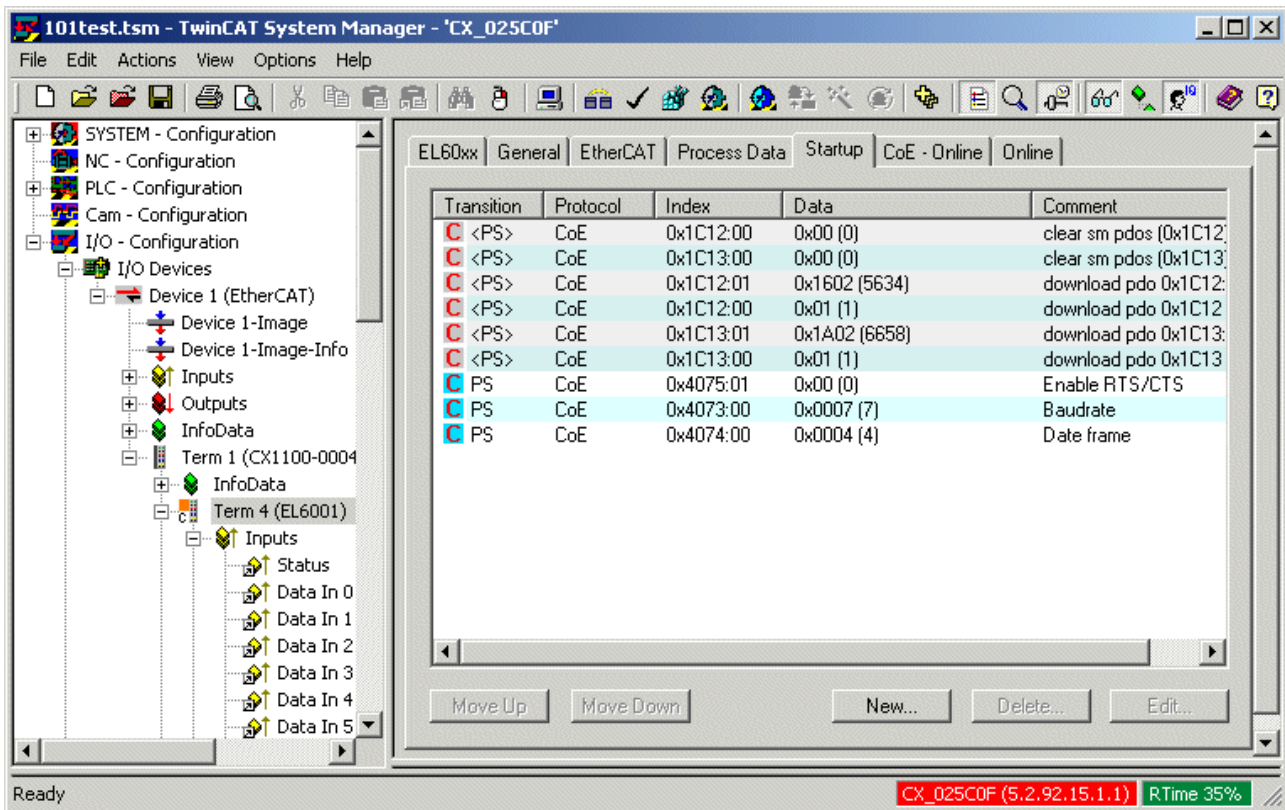 101test.tsm - TwinCAT System Manager - 'CX_025C0F'
File Edit Actions View Options Help
SYSTEM - Configuration
NC - Configuration
PLC - Configuration
Cam - Configuration
I/O - Configuration
I/O Devices
Device 1 (EtherCAT)
Device 1-Image
Device 1-Image-Info
Inputs
Outputs
InfoData
Term 1 (CX1100-0004
InfoData
Term 4 (EL6001)
Inputs
Status
Data In 0
Data In 1
Data In 2
Data In 3
Data In 4
Data In 5
EL60xx General EtherCAT Process Data Startup CoE - Online Online
Transition Protocol Index Data Comment
C <PS> CoE 0x1C12:00 0x00 (0) clear sm pdos (0x1C12)
C <PS> CoE 0x1C13:00 0x00 (0) clear sm pdos (0x1C13)
C <PS> CoE 0x1C12:01 0x1602 (5634) download pdo 0x1C12:
C <PS> CoE 0x1C12:00 0x01 (1) download pdo 0x1C12
C <PS> CoE 0x1C13:01 0x1A02 (6658) download pdo 0x1C13:
C <PS> CoE 0x1C13:00 0x01 (1) download pdo 0x1C13
C PS CoE 0x4075:01 0x00 (0) Enable RTS/CTS
C PS CoE 0x4073:00 0x0007 (7) Baudrate
C PS CoE 0x4074:00 0x0004 (4) Date frame
Move Up Move Down New... Delete... Edit...
Ready CX_025C0F (5.2.92.15.1.1) RTime 35%